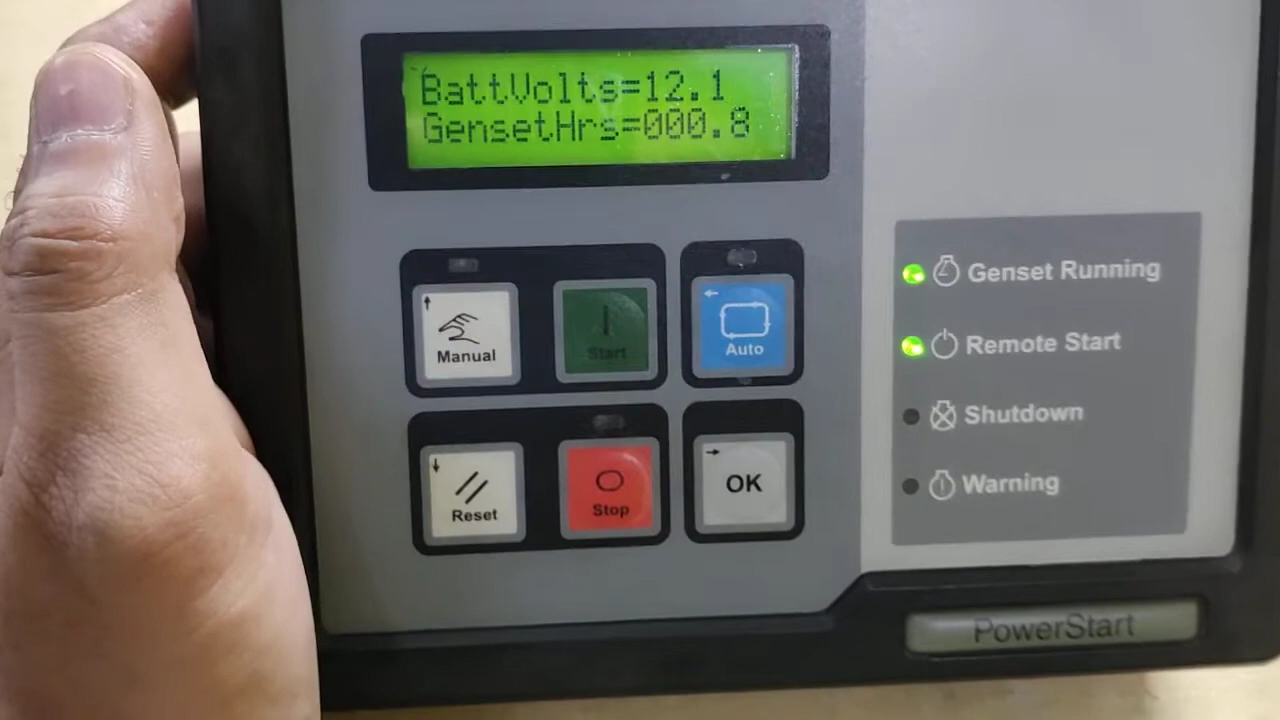 BattVolts=12.1
GensetHrs=000.8
Manual
Start
Auto
Reset
Stop
OK
Genset Running
Remote Start
Shutdown
Warning
PowerStart